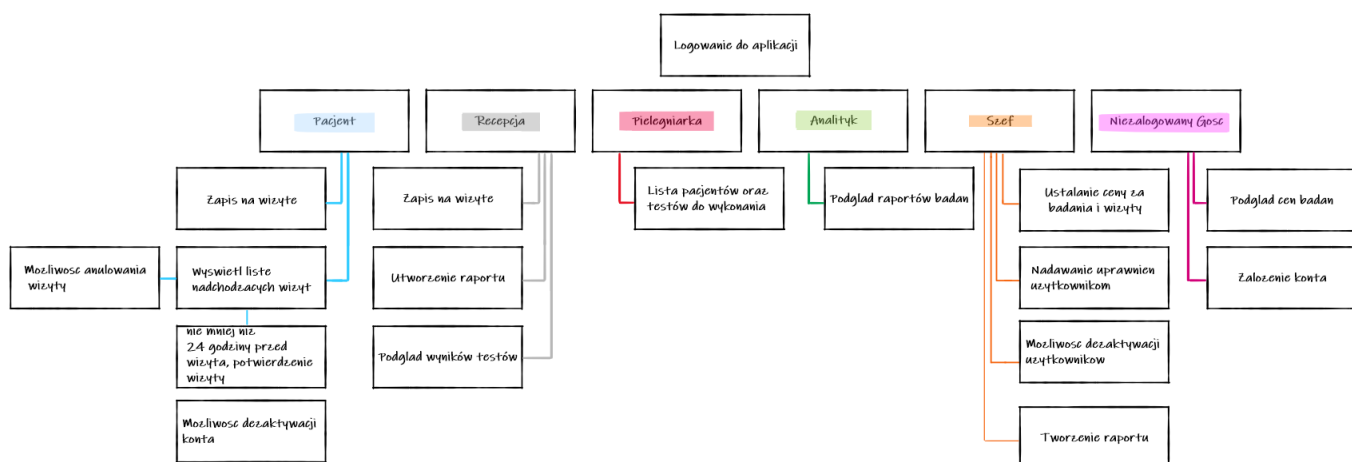 Logowanie do aplikacji
Pacjent
Recepcja
Pielegniarka
Analityk
Szef
Niezalogowany Gosc
Zapis na wizyte
Zapis na wizyte
Lista pacjentów oraz
testów do wykonania
Podglad raportów badan
Ustalanie ceny za
badania i wizyty
Podglad cen badan
Mozliwosc anulowania
wizyty
Wyswietl liste
nadchodzacych wizyt
Utworzenie raportu
Nadawanie uprawnien
uzytkownikom
Zalozenie konta
nie mniej niz
24 godziny przed
wizyta, potwierdzenie
wizyty
Podglad wyników testów
Mozliwosc dezaktywacji
uzytkownikow
Mozliwosc dezaktywacji
konta
Tworzenie raportu